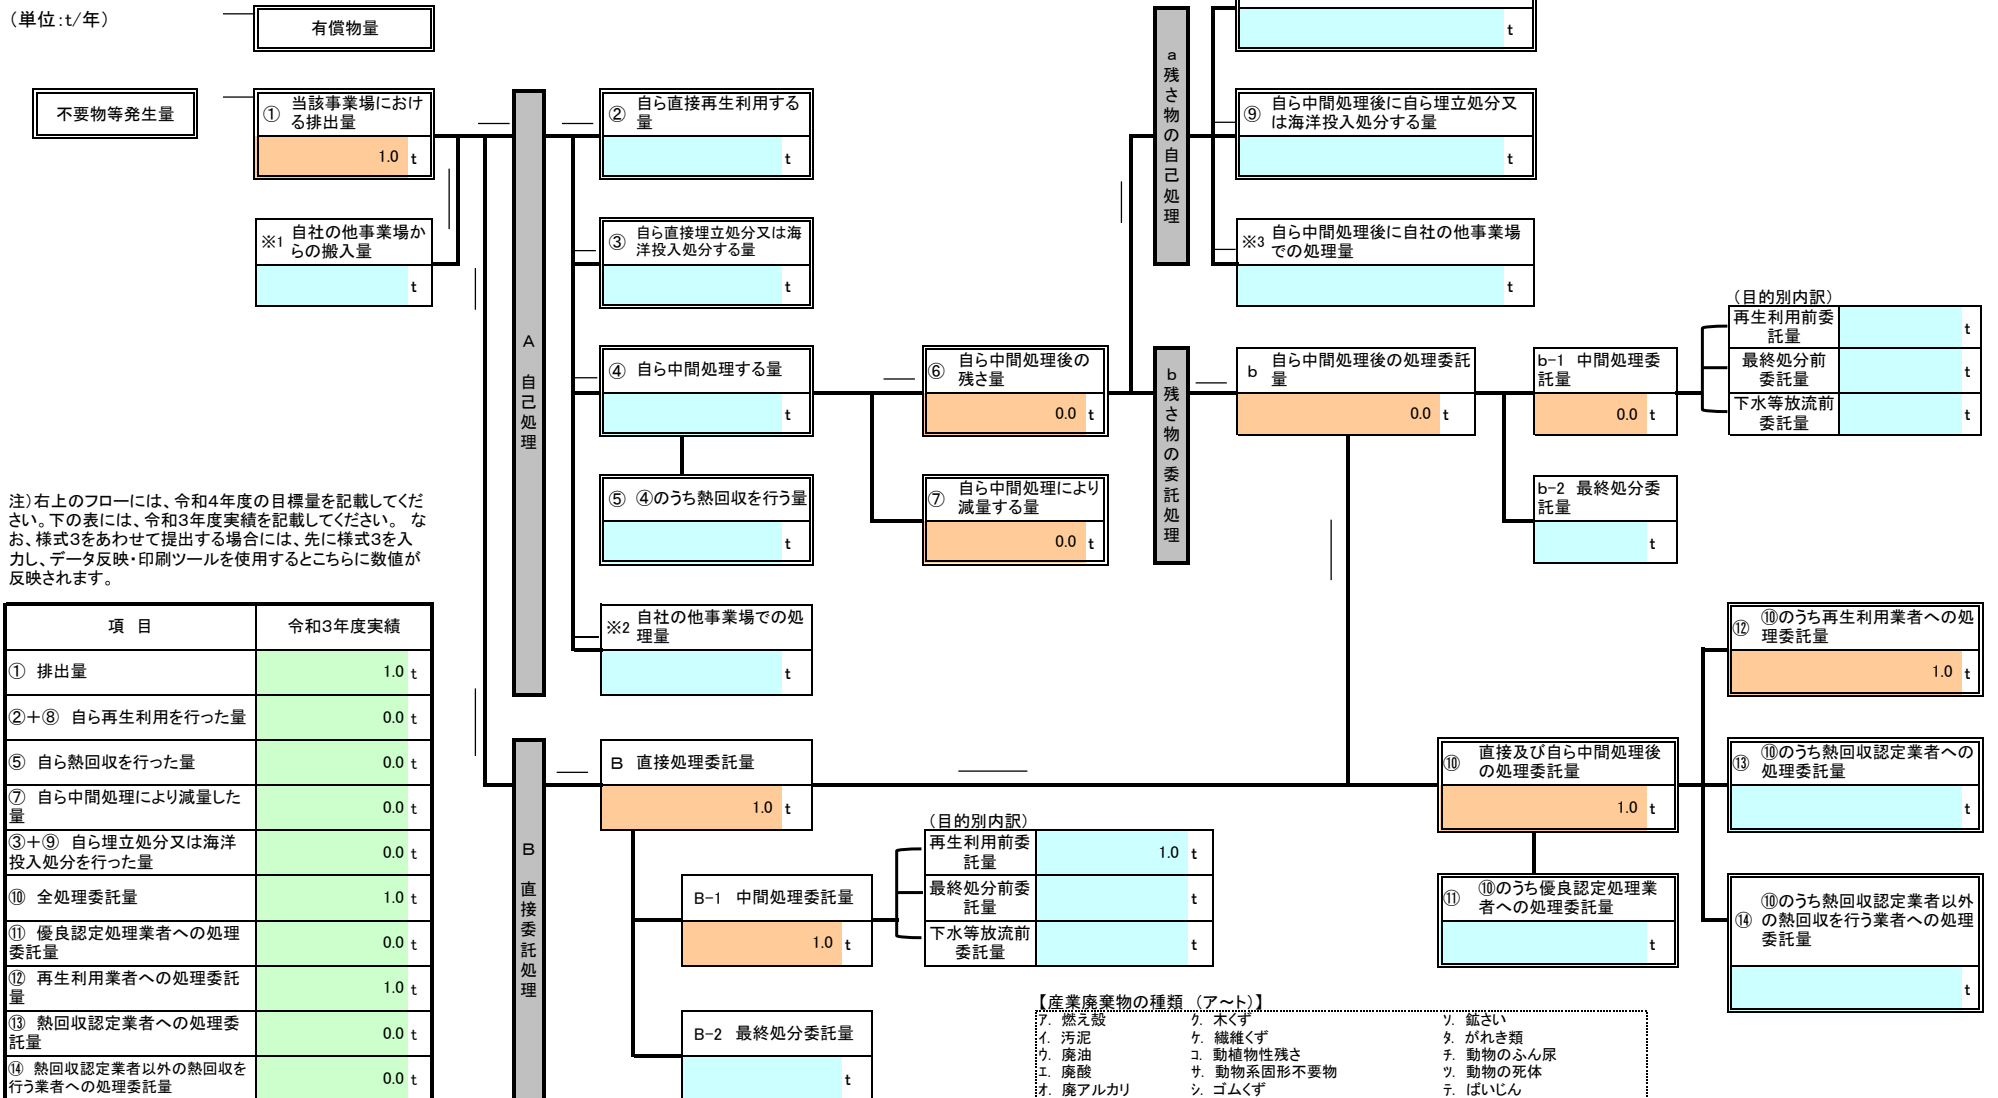 （単位:t/年）
有償物量
t
不要物等発生量
① 当該事業場におけ
る排出量
1.0 t
※1 自社の他事業場か
らの搬入量
t
A 自己処理
② 自ら直接再生利用する
量
t
③ 自ら直接埋立処分又は海
洋投入処分する量
t
④ 自ら中間処理する量
t
⑤ ④のうち熱回収を行う量
t
※2 自社の他事業場での処
理量
t
⑥ 自ら中間処理後の
残さ量
0.0 t
⑦ 自ら中間処理により
減量する量
0.0 t
a 残さ物の自己処理
⑨ 自ら中間処理後に自ら埋立処分又
は海洋投入処分する量
t
※3 自ら中間処理後に自社の他事業場
での処理量
t
b 残さ物の委託処理
b 自ら中間処理後の処理委託
量
0.0 t
b-1 中間処理委
託量
0.0 t
b-2 最終処分委
託量
t
（目的別内訳）
再生利用前委
託量
t
最終処分前
委託量
t
下水等放流前
委託量
t
注）右上のフローには、令和4年度の目標量を記載してくだ
さい。下の表には、令和3年度実績を記載してください。 な
お、様式3をあわせて提出する場合には、先に様式3を入
力し、データ反映・印刷ツールを使用するとこちらに数値が
反映されます。
項 目 令和3年度実績
① 排出量 1.0 t
②＋⑧ 自ら再生利用を行った量 0.0 t
⑤ 自ら熱回収を行った量 0.0 t
⑦ 自ら中間処理により減量した
量 0.0 t
③＋⑨ 自ら埋立処分又は海洋
投入処分を行った量 0.0 t
⑩ 全処理委託量 1.0 t
⑪ 優良認定処理業者への処理
委託量 0.0 t
⑫ 再生利用業者への処理委託
量 1.0 t
⑬ 熱回収認定業者への処理委
託量 0.0 t
⑭ 熱回収認定業者以外の熱回収を
行う業者への処理委託量 0.0 t
B 直接委託処理
B 直接処理委託量
1.0 t
B-1 中間処理委託量
1.0 t
B-2 最終処分委託量
t
（目的別内訳）
再生利用前委
託量
1.0 t
最終処分前委
託量
t
下水等放流前
委託量
t
⑩ 直接及び自ら中間処理後
の処理委託量
1.0 t
⑪ ⑩のうち優良認定処理業
者への処理委託量
t
⑫ ⑩のうち再生利用業者への処
理委託量
1.0 t
⑬ ⑩のうち熱回収認定業者への
処理委託量
t
⑭ ⑩のうち熱回収認定業者以外
の熱回収を行う業者への処理
委託量
t
【産業廃棄物の種類 （ア～ト）】
ｱ. 燃え殻 ｸ. 木くず ｿ. 鉱さい
ｲ. 汚泥 ｹ. 繊維くず ﾀ. がれき類
ｳ. 廃油 ｺ. 動植物性残さ ﾁ. 動物のふん尿
ｴ. 廃酸 ｻ. 動物系固形不要物 ﾂ. 動物の死体
ｵ. 廃アルカリ ｼ. ゴムくず ﾃ. ばいじん